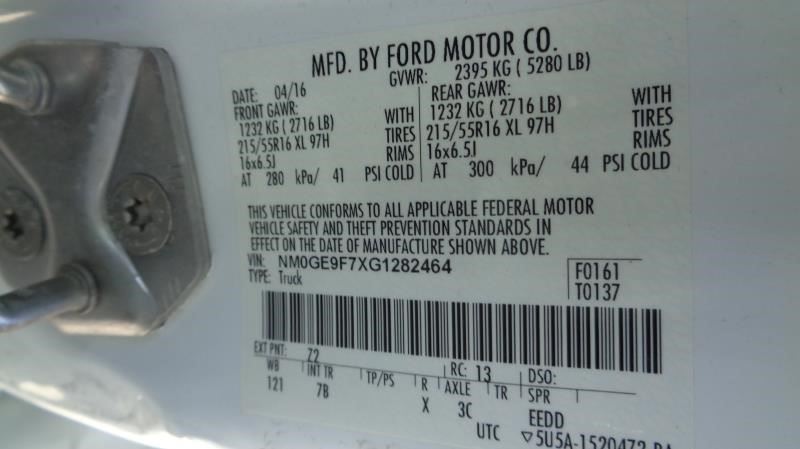 MFD. BY FORD MOTOR CO.
DATE: 04/16 GVWR: 2395 KG ( 5280 LB)
FRONT GAWR: REAR GAWR:
1232 KG ( 2716 LB) WITH 1232 KG ( 2716 LB) WITH
215/55R16 XL 97H TIRES 215/55R16 XL 97H TIRES
16x6.5J RIMS 16x6.5J RIMS
AT 280 kPa/ 41 PSI COLD AT 300 kPa/ 44 PSI COLD
THIS VEHICLE CONFORMS TO ALL APPLICABLE FEDERAL MOTOR
VEHICLE SAFETY AND THEFT PREVENTION STANDARDS IN
EFFECT ON THE DATE OF MANUFACTURE SHOWN ABOVE.
VIN: NM0GE9F7XG1282464 F0161
TYPE: Truck T0137
EXT PNT: Z2 RC: 13 DSO:
WB INT TR TP/PS R AXLE TR SPR
121 7B X 3C EEDD
UTC ▽5U5A-1520472-